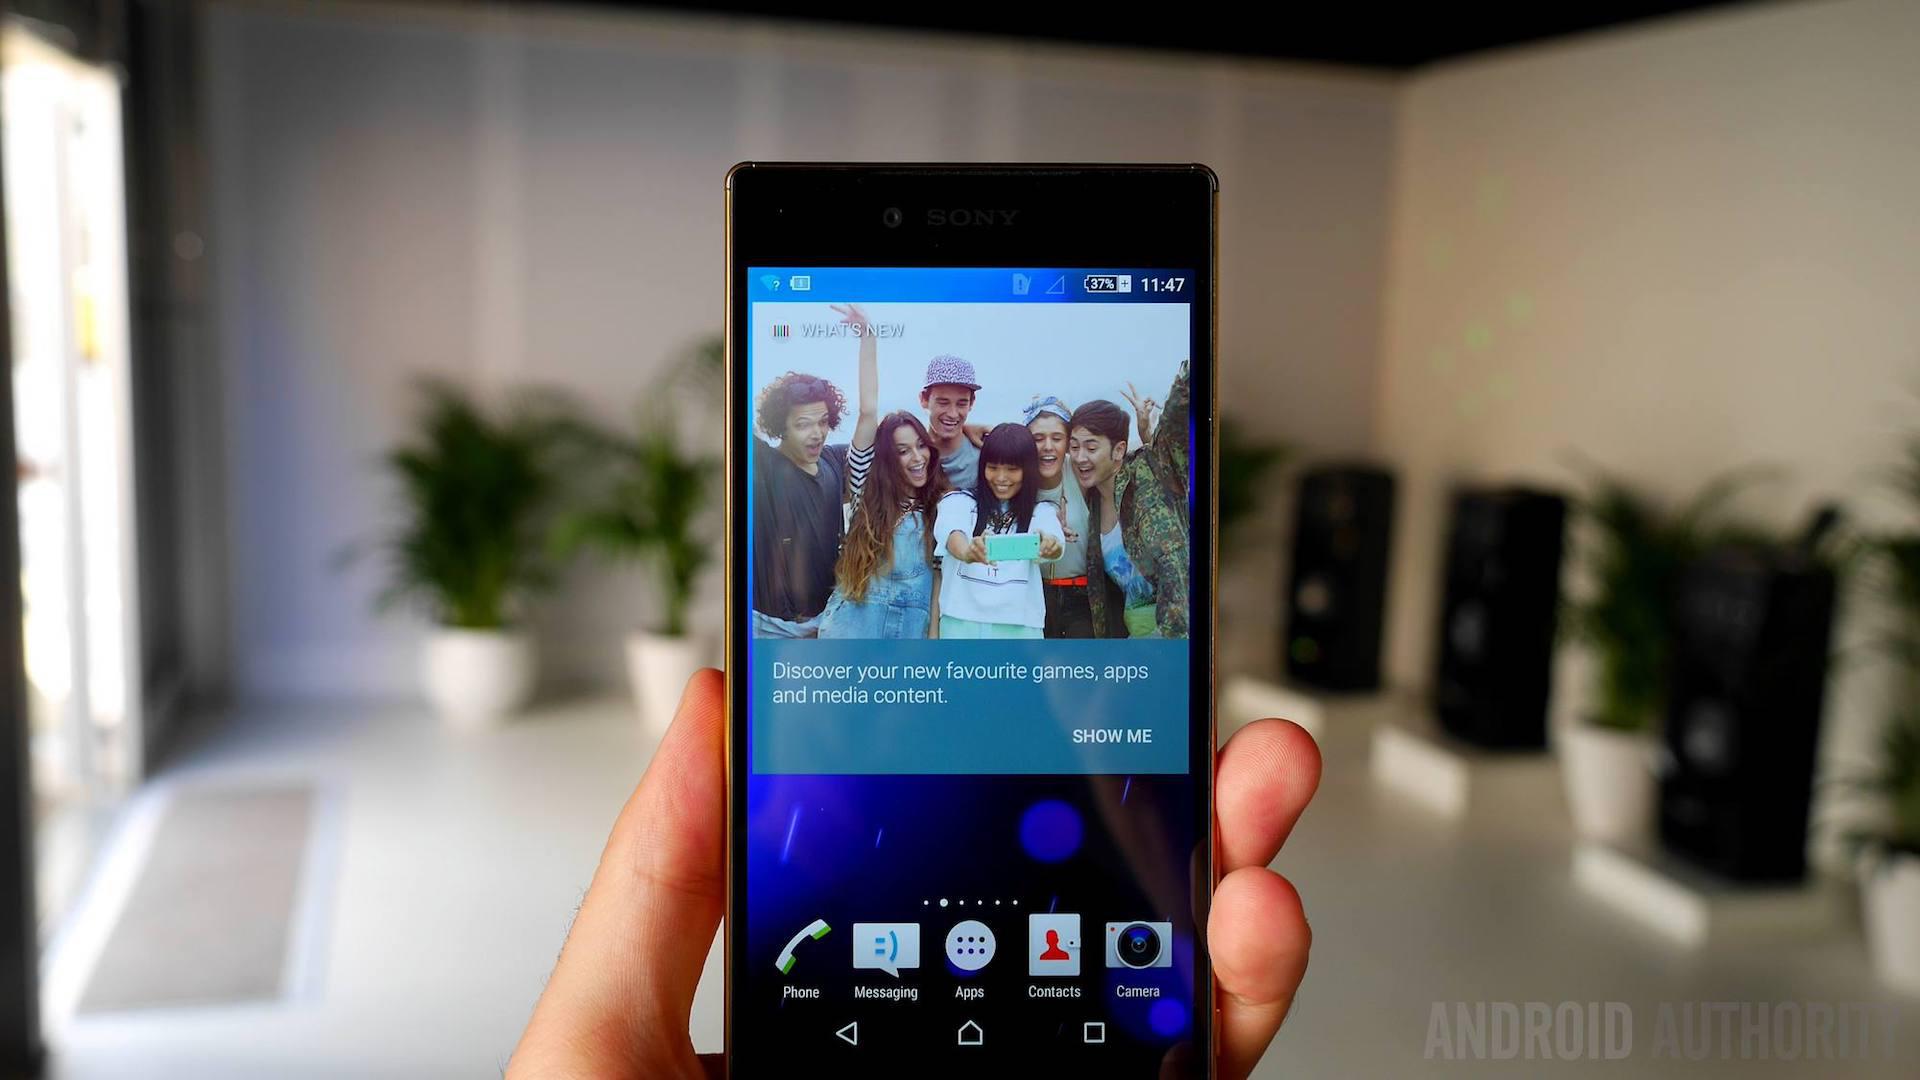 SONY
37%
11:47
WHAT'S NEW
IT
Discover your new favourite games, apps
and media content.
SHOW ME
Phone Messaging Apps Contacts Camera
ANDROID AUTHORITY